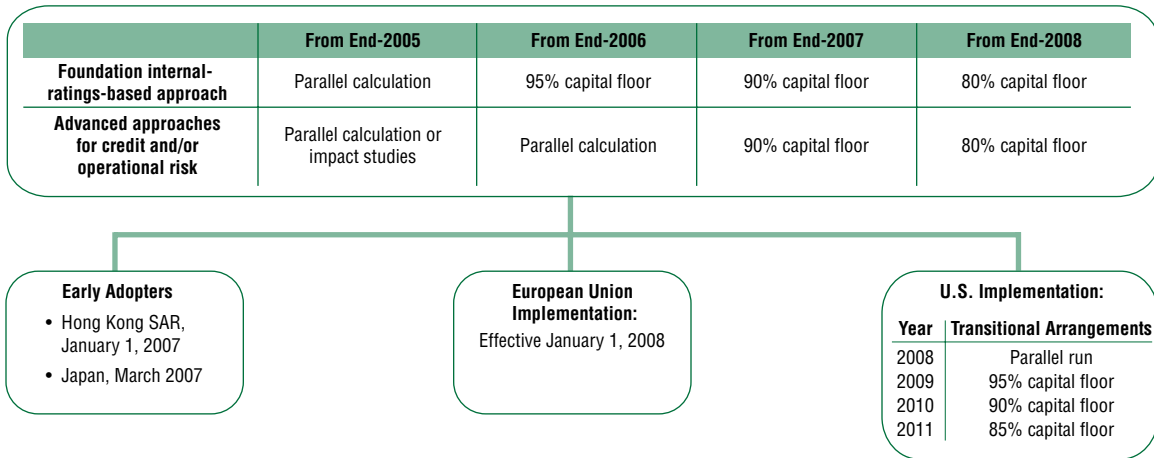 From End-2005 From End-2006 From End-2007 From End-2008
Foundation internal-
ratings-based approach
Parallel calculation 95% capital floor 90% capital floor 80% capital floor
Advanced approaches
for credit and/or
operational risk
Parallel calculation or
impact studies
Parallel calculation 90% capital floor 80% capital floor
Early Adopters
• Hong Kong SAR,
January 1, 2007
• Japan, March 2007
European Union
Implementation:
Effective January 1, 2008
U.S. Implementation:
Year Transitional Arrangements
2008 Parallel run
2009 95% capital floor
2010 90% capital floor
2011 85% capital floor